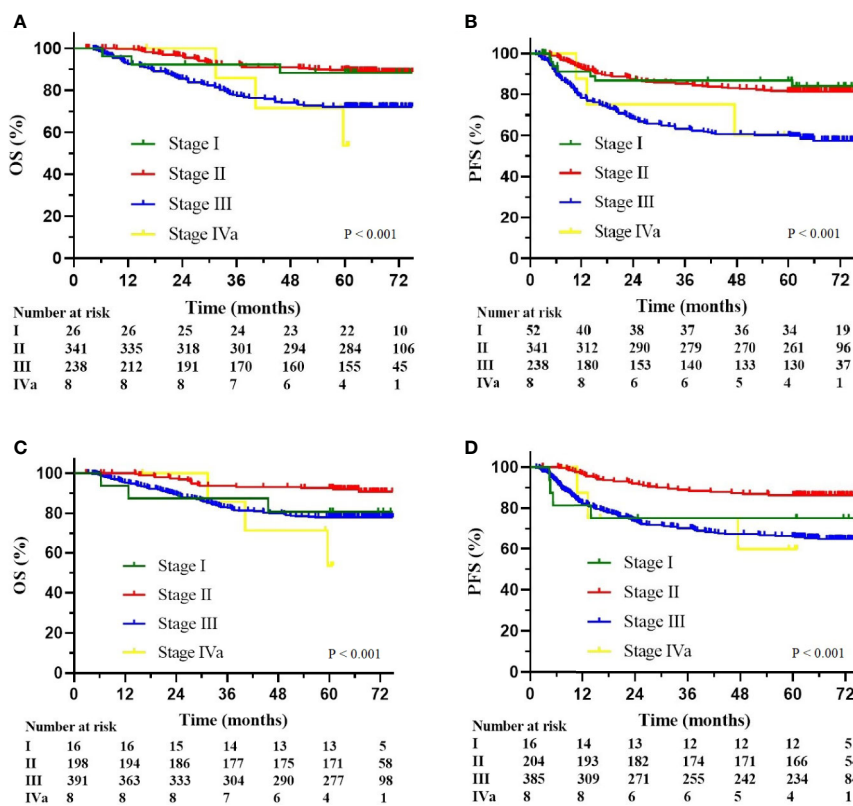 A
OS (%)
100
80
60
40
20
0
Stage I
Stage II
Stage III
Stage IVa
P < 0.001
0 12 24 36 48 60 72
Time (months)
Number at risk
I 26 26 25 24 23 22 10
II 341 335 318 301 294 284 106
III 238 212 191 170 160 155 45
IVa 8 8 8 7 6 4 1
B
PFS (%)
100
80
60
40
20
0
Stage I
Stage II
Stage III
Stage IVa
P < 0.001
0 12 24 36 48 60 72
Time (months)
Numer at risk
I 52 40 38 37 36 34 19
II 341 312 290 279 270 261 96
III 238 180 153 140 133 130 37
IVa 8 8 6 6 5 4 1
C
OS (%)
100
80
60
40
20
0
Stage I
Stage II
Stage III
Stage IVa
P < 0.001
0 12 24 36 48 60 72
Time (months)
Number at risk
I 16 16 15 14 13 13 5
II 198 194 186 177 175 171 58
III 391 363 333 304 290 277 98
IVa 8 8 8 7 6 4 1
D
PFS (%)
100
80
60
40
20
0
Stage I
Stage II
Stage III
Stage IVa
P < 0.001
0 12 24 36 48 60 72
Time (months)
Number at risk
I 16 14 13 12 12 12 5
II 204 193 182 174 171 166
III 385 309 271 255 242 234
IVa 8 8 6 6 5 4 1